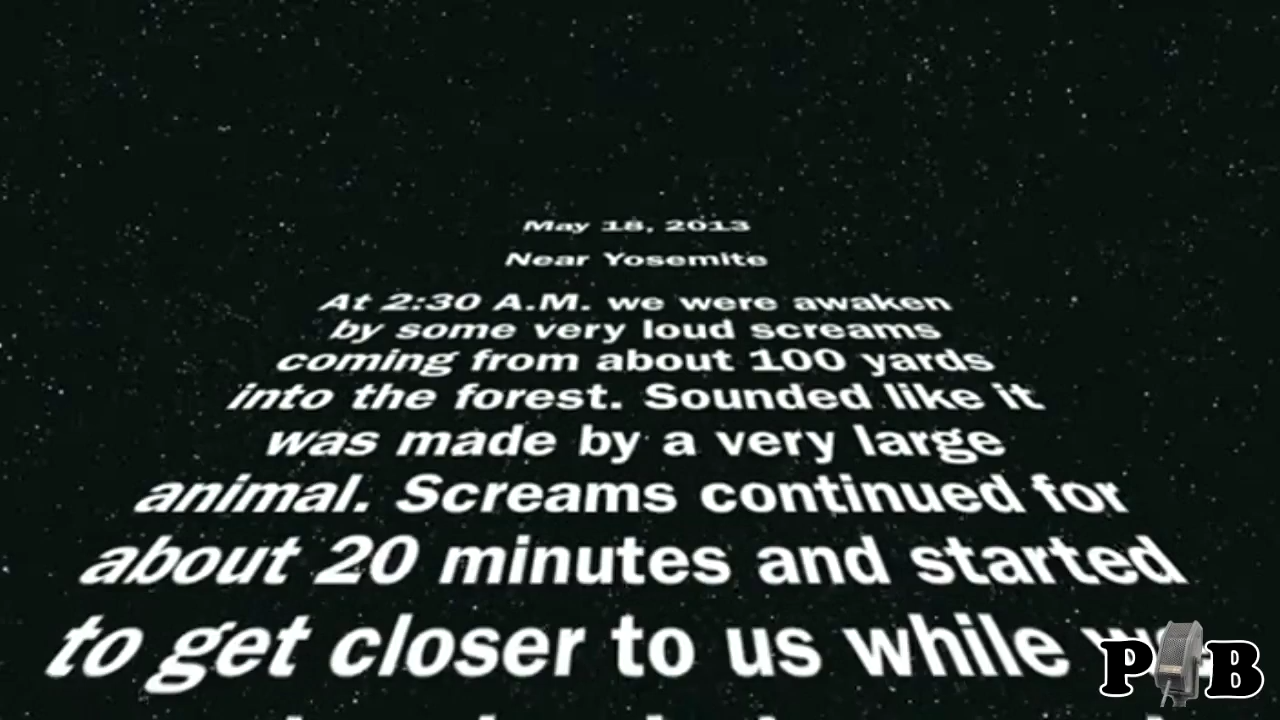 May 18, 2013
Near Yosemite
At 2:30 A.M. we were awaken
by some very loud screams
coming from about 100 yards
into the forest. Sounded like it
was made by a very large
animal. Screams continued for
about 20 minutes and started
to get closer to us while
P B